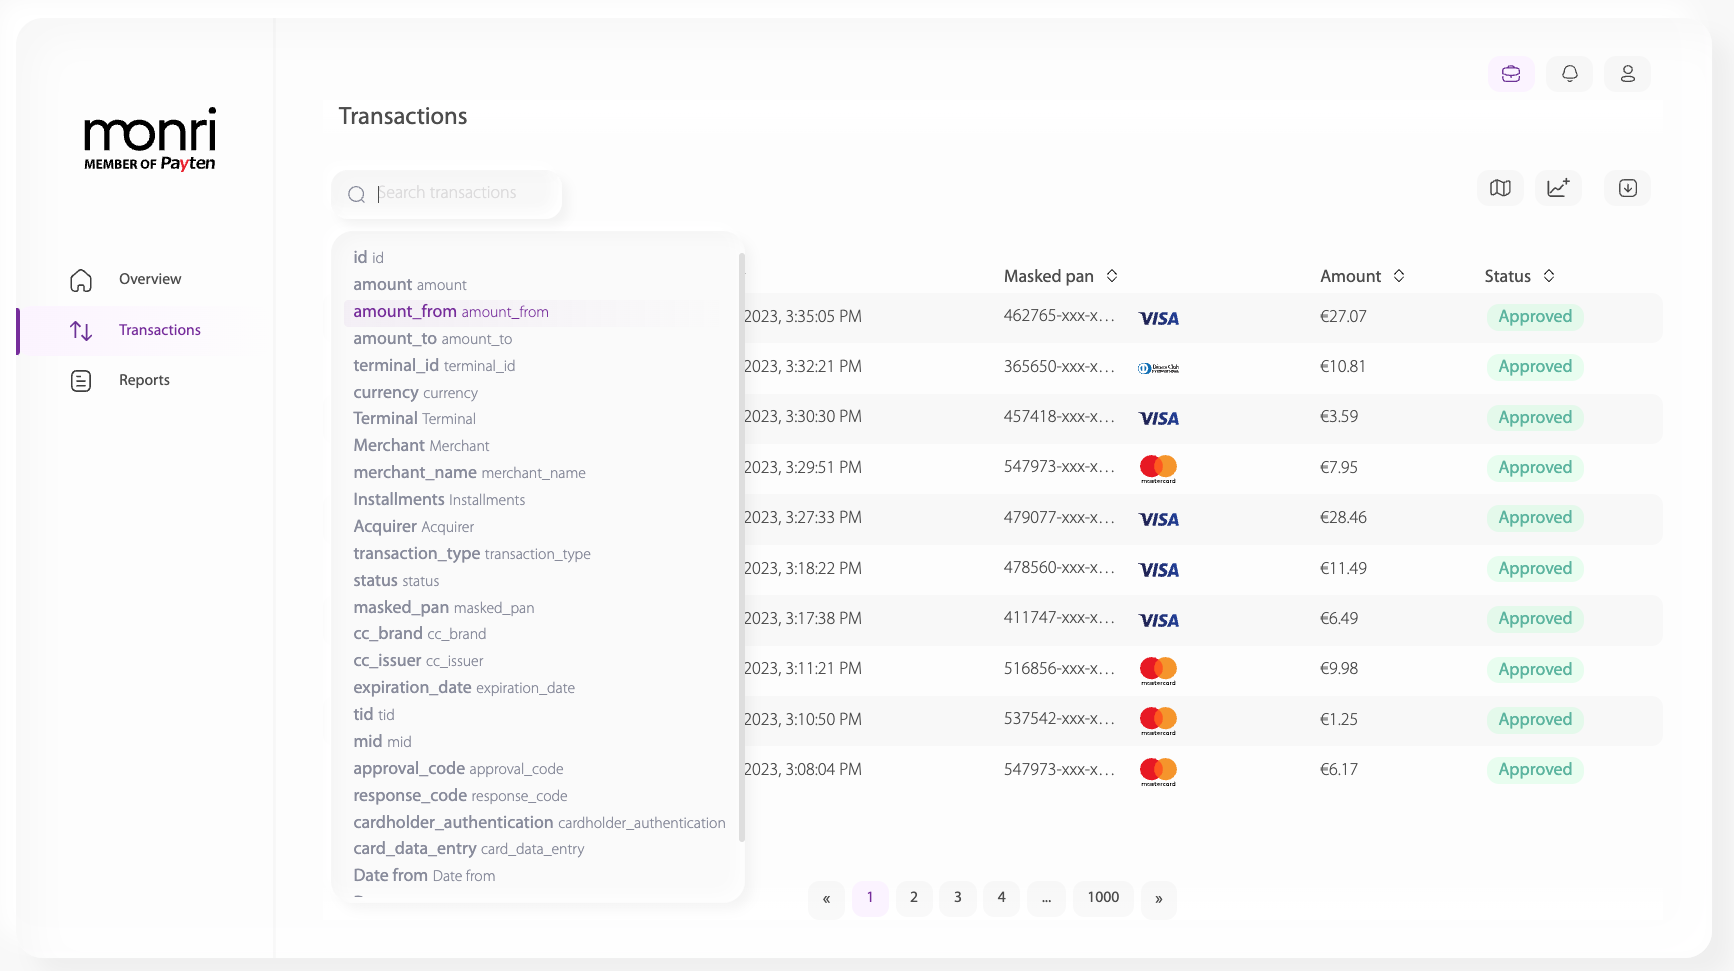 monri
MEMBER OF Payten
Overview
Transactions
Reports
Transactions
Search transactions
id id
amount amount
amount_from amount_from
amount_to amount_to
terminal_id terminal_id
currency currency
Terminal Terminal
Merchant Merchant
merchant_name merchant_name
Installments Installments
Acquirer Acquirer
transaction_type transaction_type
status status
masked_pan masked_pan
cc_brand cc_brand
cc_issuer cc_issuer
expiration_date expiration_date
tid tid
mid mid
approval_code approval_code
response_code response_code
cardholder_authentication cardholder_authentication
card_data_entry card_data_entry
Date from Date from
Masked pan Amount Status
2023, 3:35:05 PM 462765-xxx-x... VISA €27.07 Approved
2023, 3:32:21 PM 365650-xxx-x... Diners Club €10.81 Approved
2023, 3:30:30 PM 457418-xxx-x... VISA €3.59 Approved
2023, 3:29:51 PM 547973-xxx-x... mastercard €7.95 Approved
2023, 3:27:33 PM 479077-xxx-x... VISA €28.46 Approved
2023, 3:18:22 PM 478560-xxx-x... VISA €11.49 Approved
2023, 3:17:38 PM 411747-xxx-x... VISA €6.49 Approved
2023, 3:11:21 PM 516856-xxx-x... mastercard €9.98 Approved
2023, 3:10:50 PM 537542-xxx-x... mastercard €1.25 Approved
2023, 3:08:04 PM 547973-xxx-x... mastercard €6.17 Approved
« 1 2 3 4 ... 1000 »